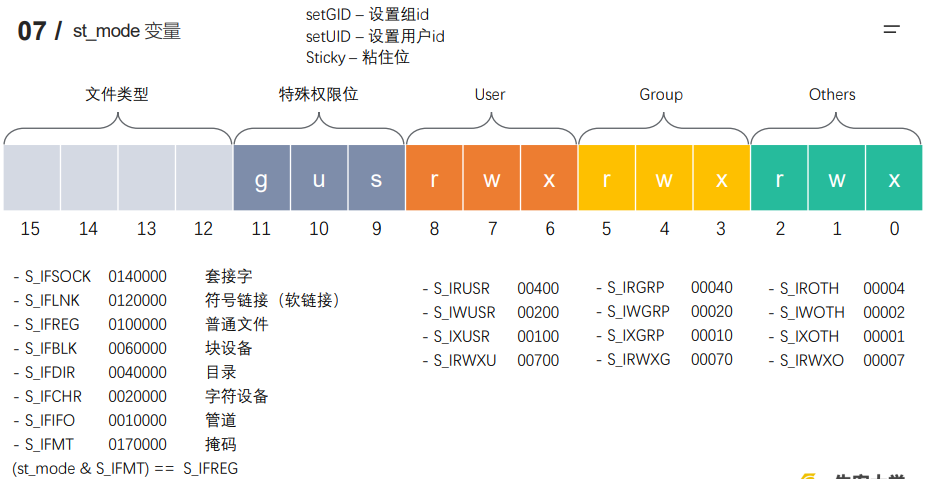 07 / st_mode 变量
setGID – 设置组id
setUID – 设置用户id
Sticky – 粘住位
文件类型 特殊权限位 User Group Others
g u s r w x r w x r w x
15 14 13 12 11 10 9 8 7 6 5 4 3 2 1 0
- S_IFSOCK 0140000 套接字
- S_IFLNK 0120000 符号链接（软链接）
- S_IFREG 0100000 普通文件
- S_IFBLK 0060000 块设备
- S_IFDIR 0040000 目录
- S_IFCHR 0020000 字符设备
- S_IFIFO 0010000 管道
- S_IFMT 0170000 掩码
(st_mode & S_IFMT) == S_IFREG
- S_IRUSR 00400
- S_IWUSR 00200
- S_IXUSR 00100
- S_IRWXU 00700
- S_IRGRP 00040
- S_IWGRP 00020
- S_IXGRP 00010
- S_IRWXG 00070
- S_IROTH 00004
- S_IWOTH 00002
- S_IXOTH 00001
- S_IRWXO 00007